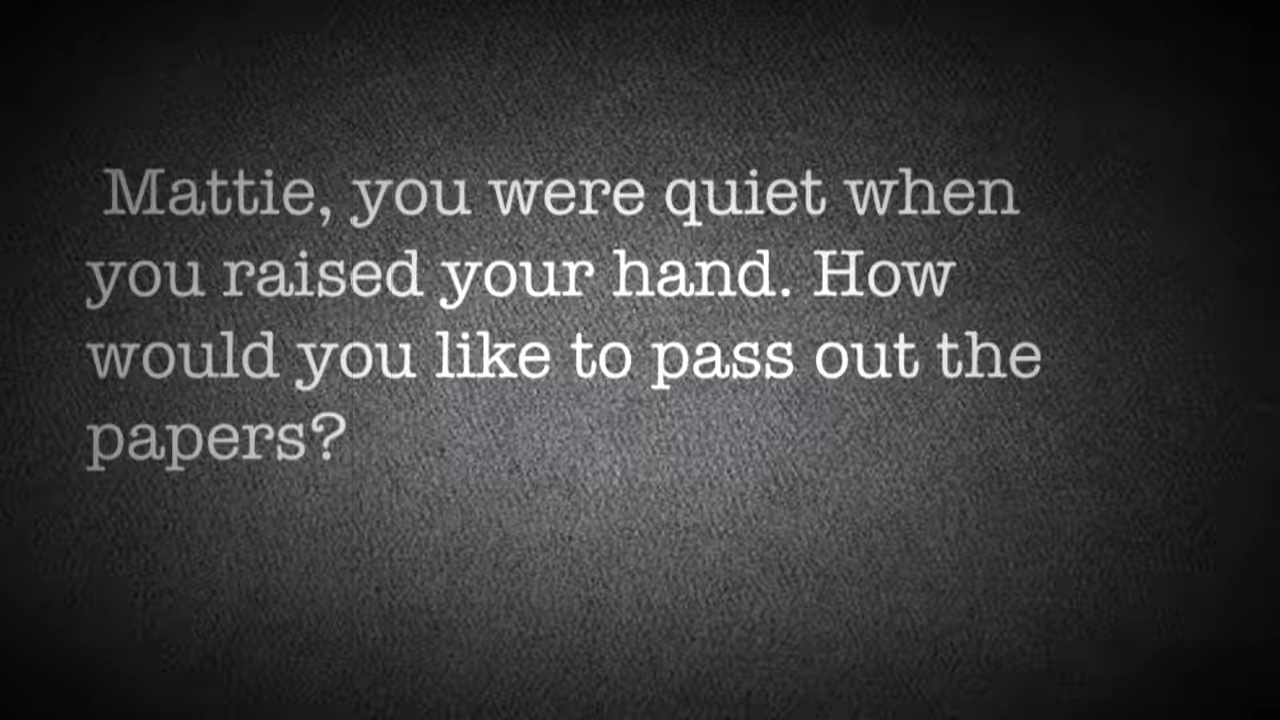 Mattie, you were quiet when
you raised your hand. How
would you like to pass out the
papers?